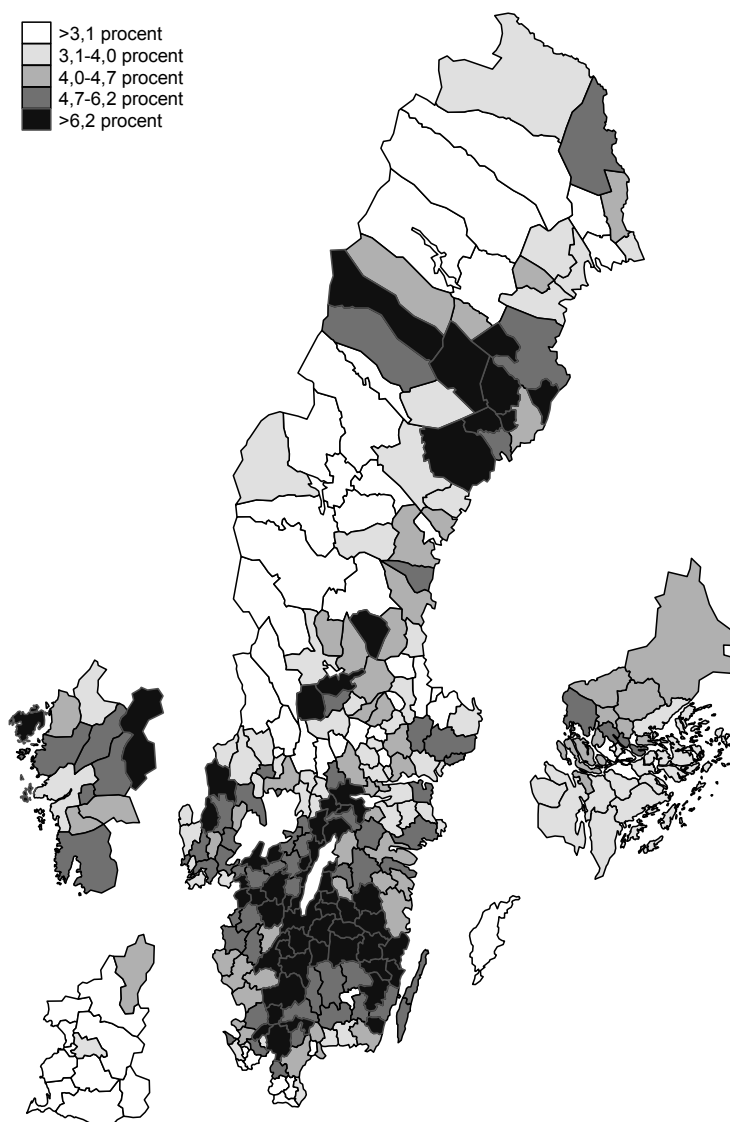 >3,1 procent
3,1-4,0 procent
4,0-4,7 procent
4,7-6,2 procent
>6,2 procent